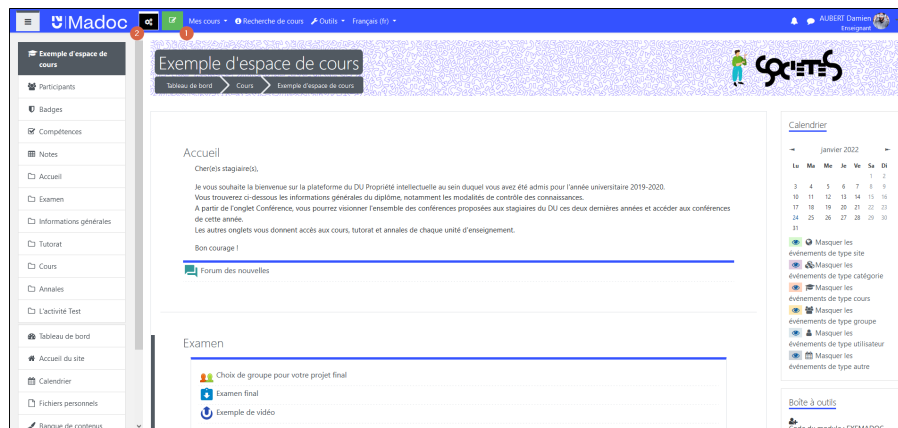 Madoc
2
1
Mes cours
Recherche de cours
Outils
Français (fr)
AUBERT Damien
Enseignant
Exemple d'espace de
cours
Participants
Badges
Compétences
Notes
Accueil
Examen
Informations générales
Tutorat
Cours
Annales
L'activité Test
Tableau de bord
Accueil du site
Calendrier
Fichiers personnels
Banque de contenus
Exemple d'espace de cours
Tableau de bord
Cours
Exemple d'espace de cours
SOCIETES
Accueil
Cher(e)s stagiaire(s),
Je vous souhaite la bienvenue sur la plateforme du DU Propriété intellectuelle au sein duquel vous avez été admis pour l'année universitaire 2019-2020.
Vous trouverez ci-dessous les informations générales du diplôme, notamment les modalités de contrôle des connaissances.
A partir de l'onglet Conférence, vous pourrez visionner l'ensemble des conférences proposées aux stagiaires du DU ces deux dernières années et accéder aux conférences
de cette année.
Les autres onglets vous donnent accès aux cours, tutorat et annales de chaque unité d'enseignement.
Bon courage !
Forum des nouvelles
Examen
Choix de groupe pour votre projet final
Examen final
Exemple de vidéo
Calendrier
janvier 2022
Lu Ma Me Je Ve Sa Di
1 2
3 4 5 6 7 8 9
10 11 12 13 14 15 16
17 18 19 20 21 22 23
24 25 26 27 28 29 30
31
Masquer les
événements de type site
Masquer les
événements de type catégorie
Masquer les
événements de type cours
Masquer les
événements de type groupe
Masquer les
événements de type utilisateur
Masquer les
événements de type autre
Boîte à outils